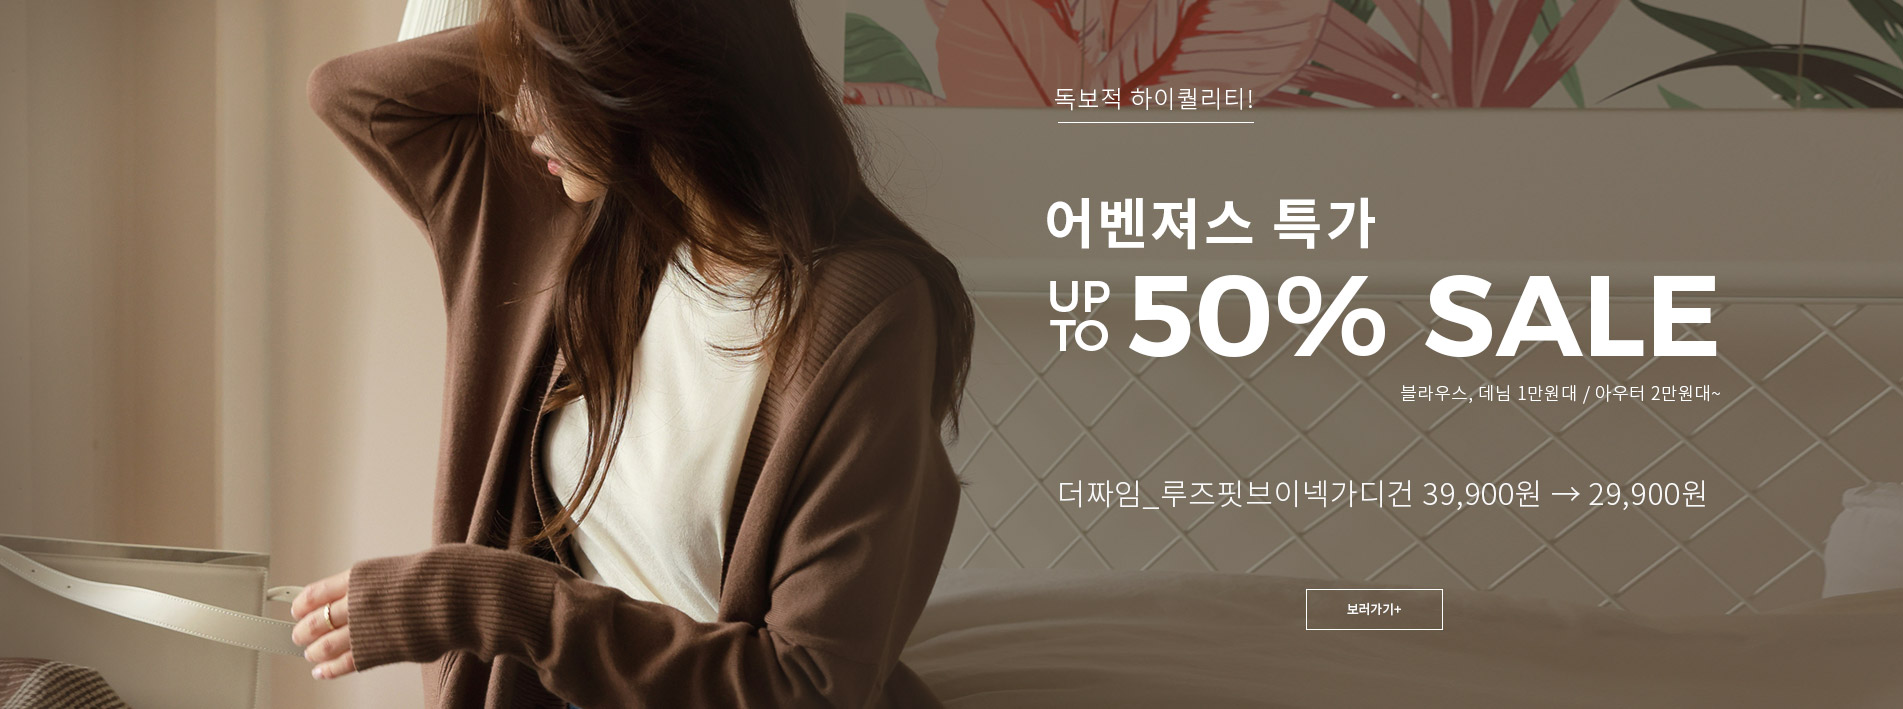 독보적 하이퀄리티!
어벤져스 특가
UP TO 50% SALE
블라우스, 데님 1만원대 / 아우터 2만원대~
더짜임_루즈핏브이넥가디건 39,900원 → 29,900원
보러가기+